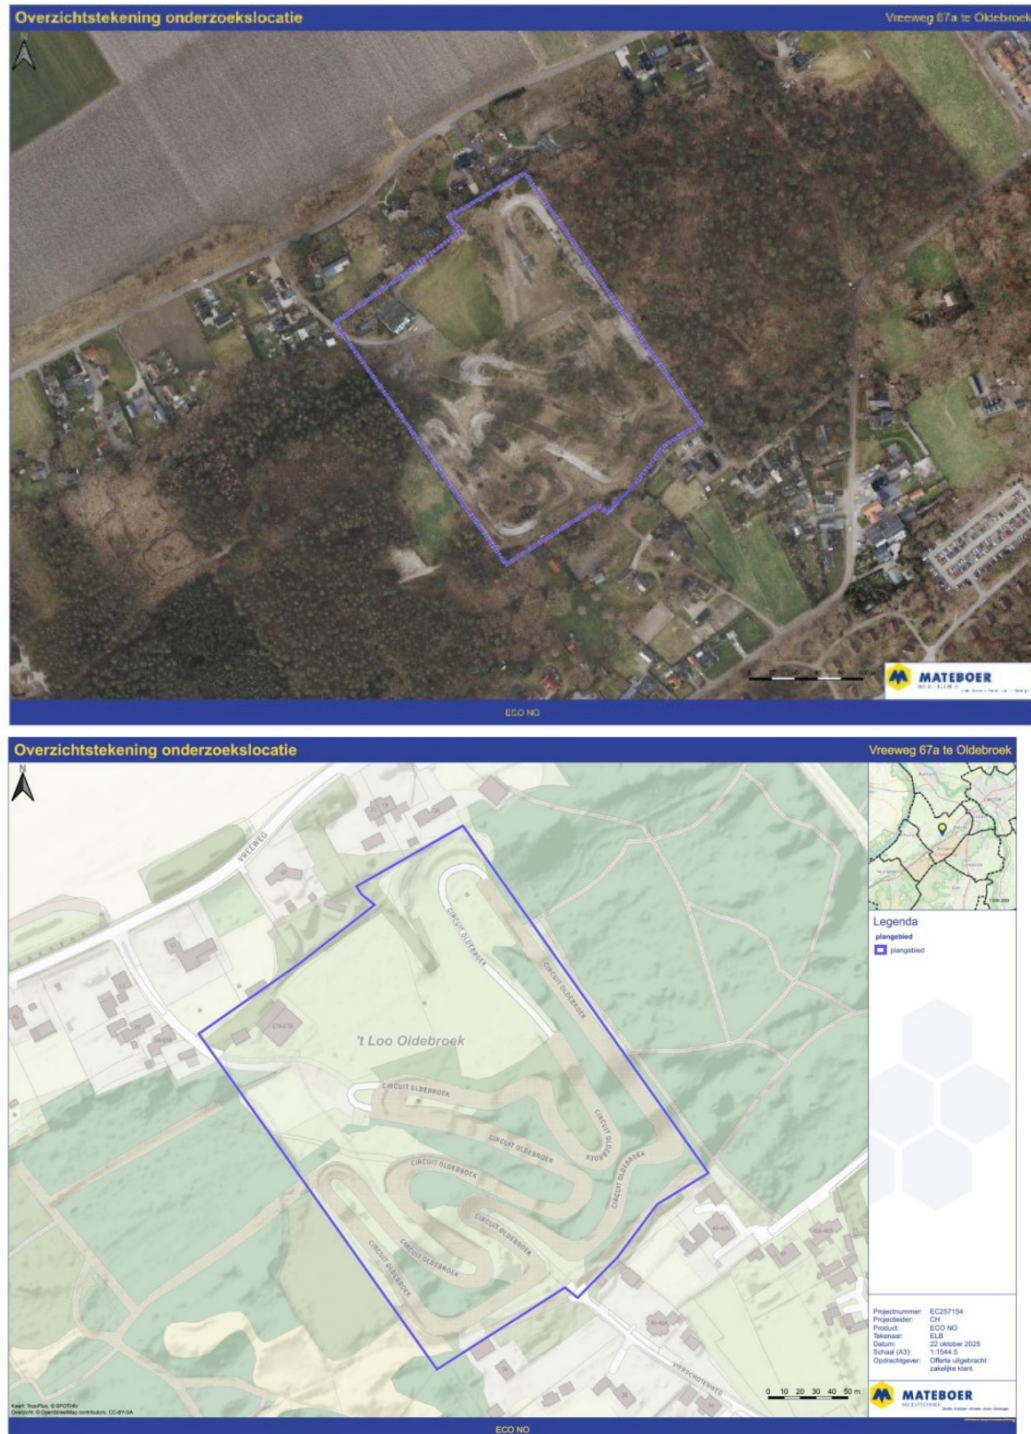 Overzichtstekening onderzoekslocatie
Vreeweg 67a te Oldebroek
N
MATEBOER
ECO NO
Overzichtstekening onderzoekslocatie
Vreeweg 67a te Oldebroek
N
VREEWEG
CIRCUIT OLDEBROEK
CIRCUIT OLDEBROEK
't Loo Oldebroek
CIRCUIT OLDEBROEK
CIRCUIT OLDEBROEK
CIRCUIT OLDEBROEK
CIRCUIT OLDEBROEK
CIRCUIT OLDEBROEK
CIRCUIT OLDEBROEK
CIRCUIT OLDEBROEK
CIRCUIT OLDEBROEK
Legenda
plangebied
plangebied
Projectnummer: EC257154
Projectleider: CH
Product: ECO NO
Tekenaar: ELB
Datum: 22 oktober 2025
Schaal (A3): 1:1544.5
Opdrachtgever: Offerte uitgebracht
zakelijke klant
0 10 20 30 40 50 m
MATEBOER
MILIEUTECHNIEK
ECO NO